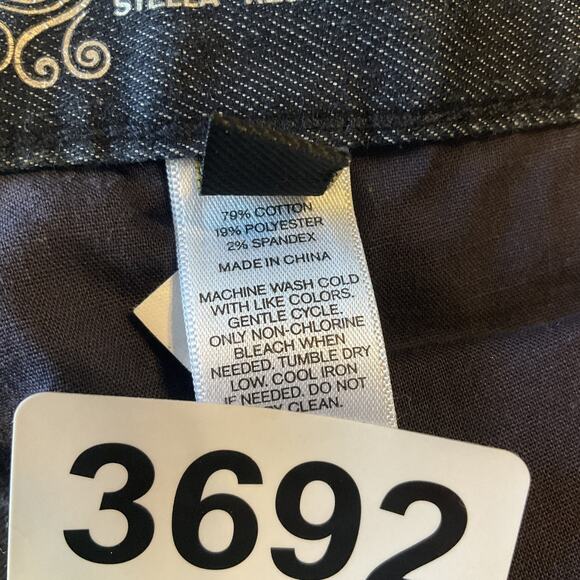 STELLA
79% COTTON
19% POLYESTER
2% SPANDEX
MADE IN CHINA
MACHINE WASH COLD
WITH LIKE COLORS.
GENTLE CYCLE.
ONLY NON-CHLORINE
BLEACH WHEN
NEEDED. TUMBLE DRY
LOW. COOL IRON
IF NEEDED. DO NOT
CLEAN.
3692